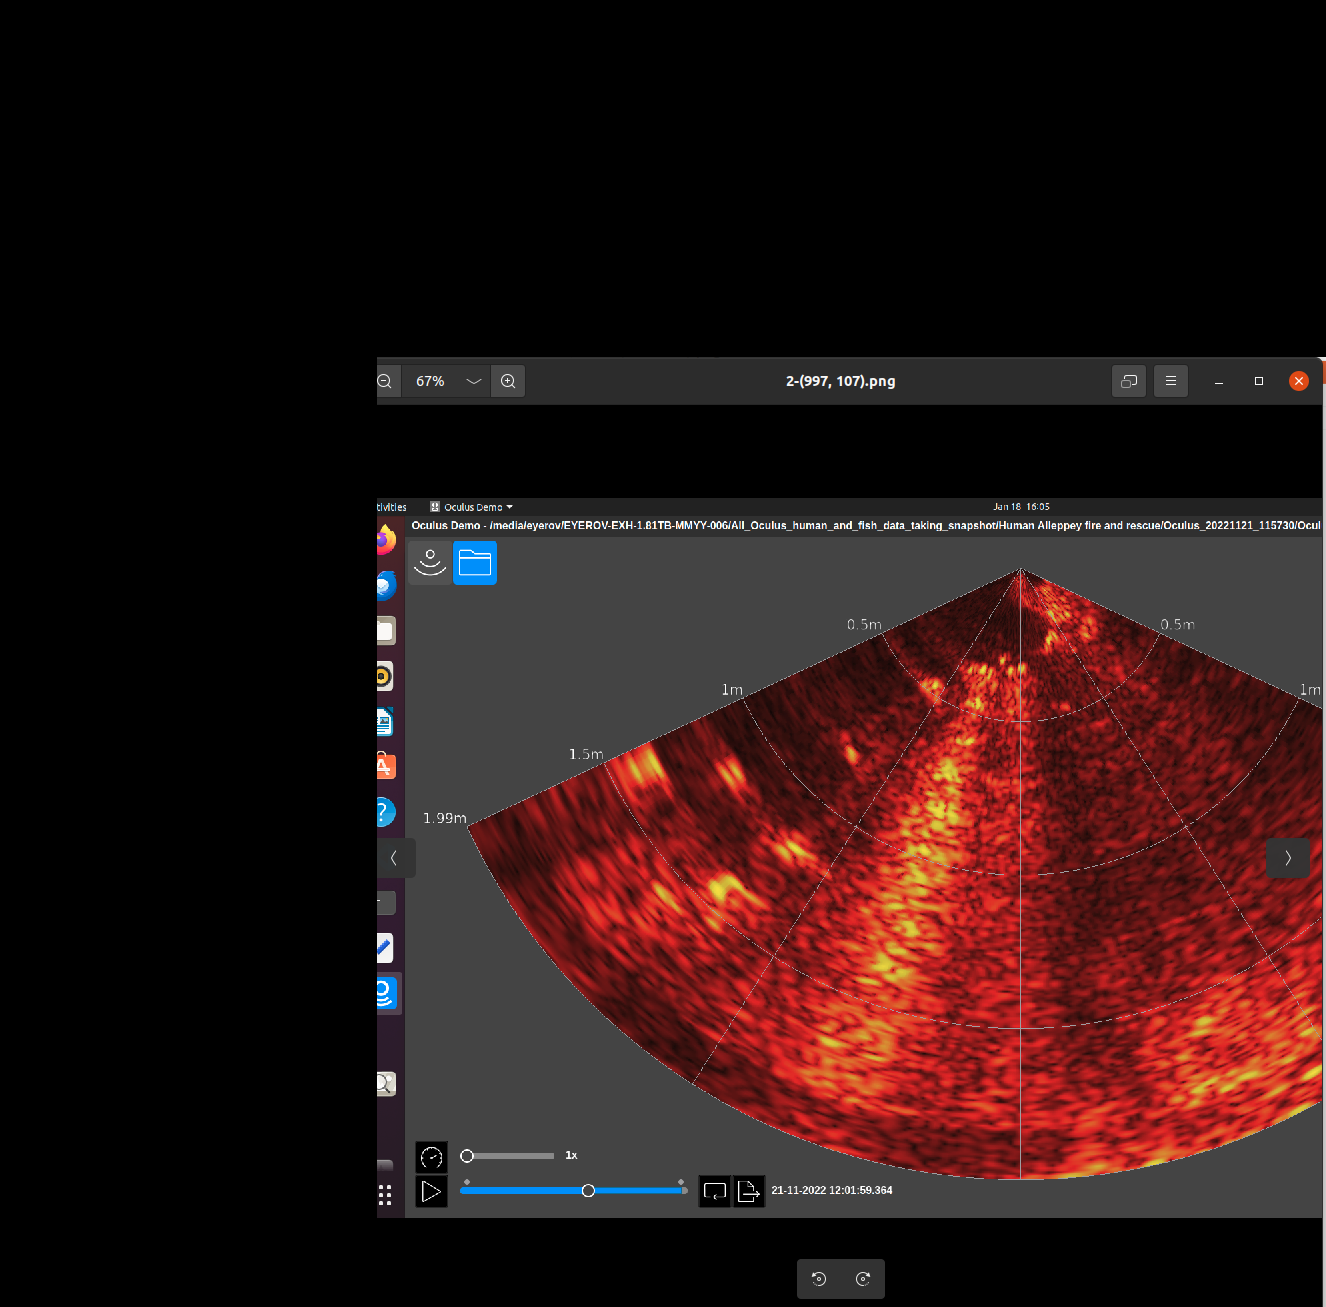 67%
2-(997, 107).png
tivities
Oculus Demo
Jan 18 16:05
Oculus Demo - /media/eyerov/EYEROV-EXH-1.81TB-MMYY-006/All_Oculus_human_and_fish_data_taking_snapshot/Human Alleppey fire and rescue/Oculus_20221121_115730/Ocul
0.5m
0.5m
1m
1m
1.5m
1.99m
1x
21-11-2022 12:01:59.364